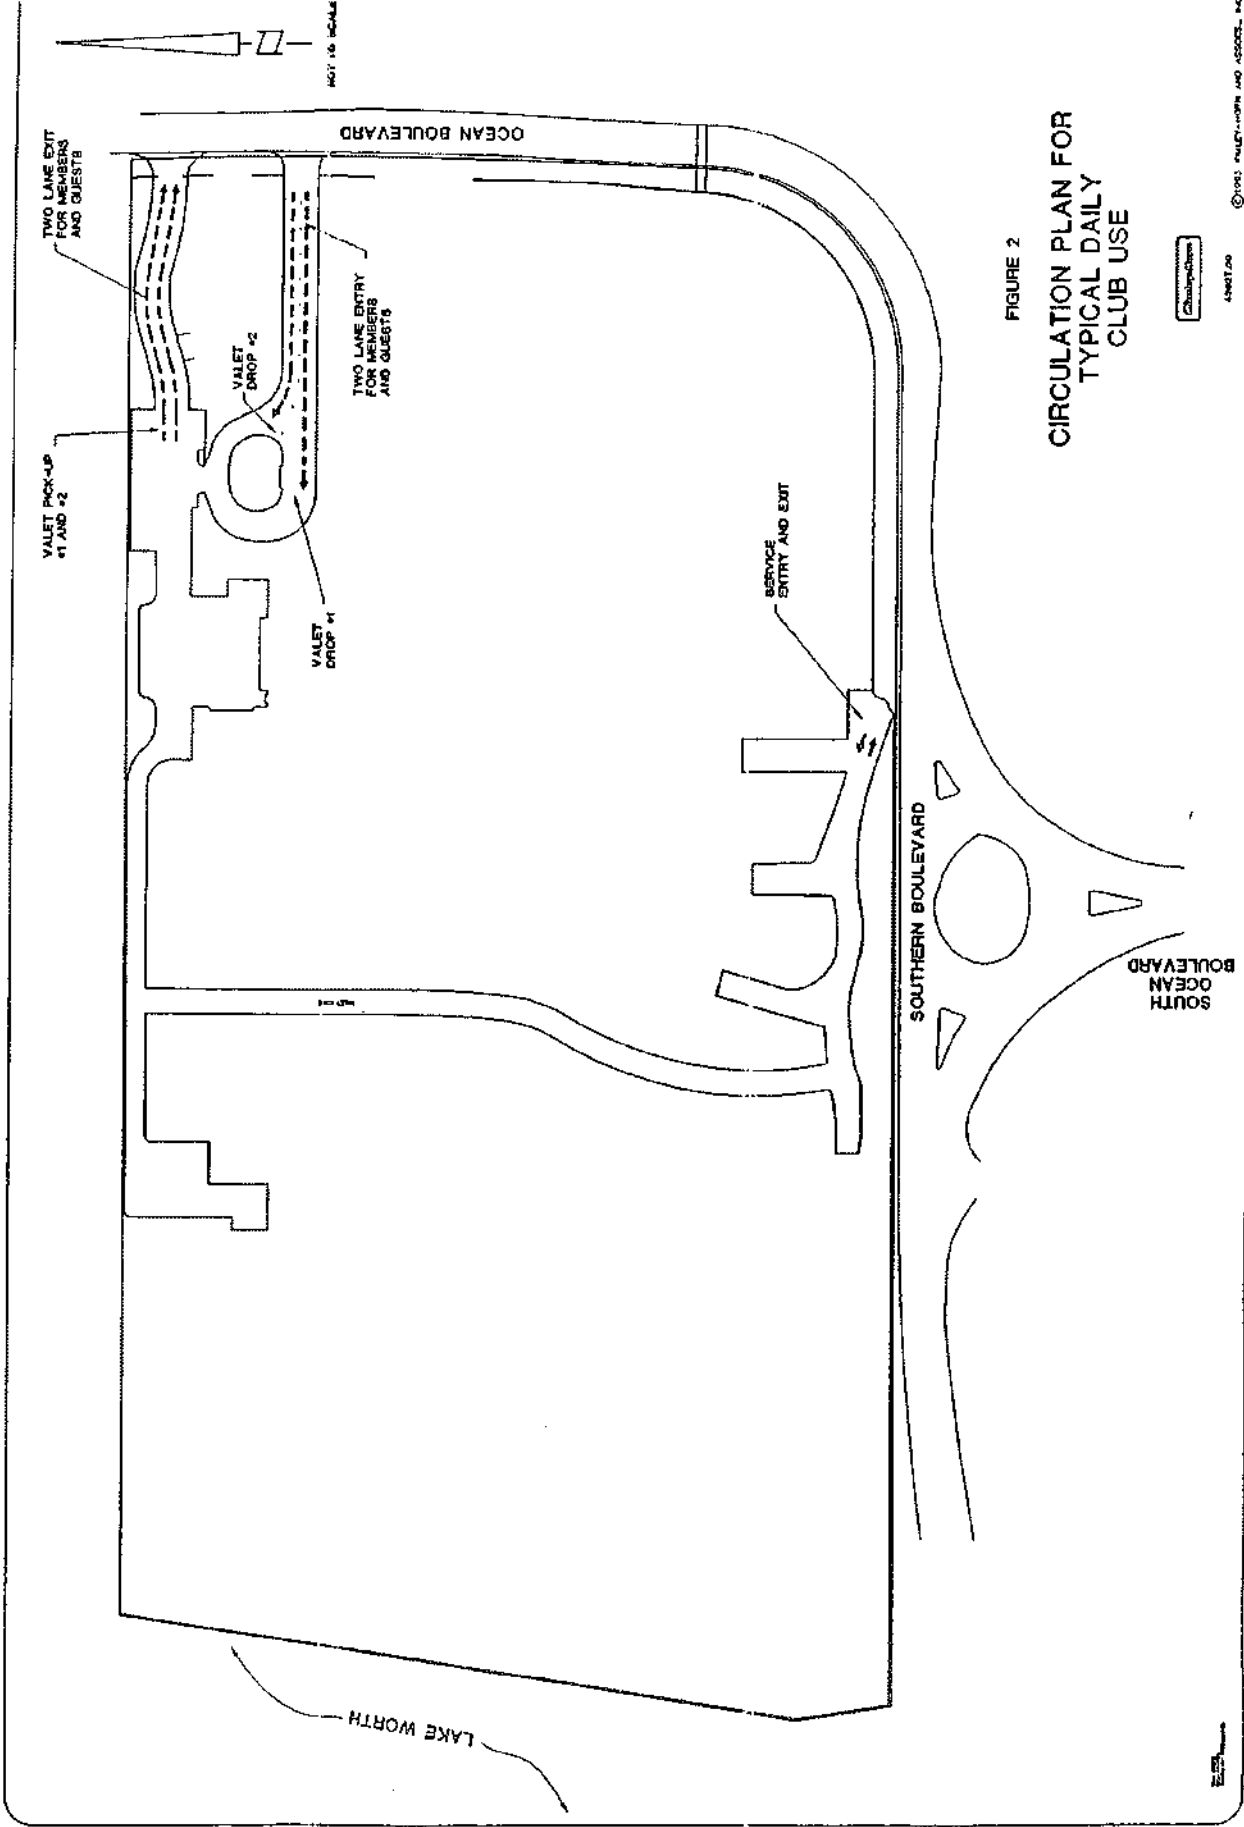 NOT TO SCALE
TWO LANE EXIT
FOR MEMBERS
AND GUESTS
OCEAN BOULEVARD
VALET PICK-UP
#1 AND #2
VALET
DROP #2
TWO LANE ENTRY
FOR MEMBERS
AND GUESTS
VALET
DROP #1
SERVICE
ENTRY AND EXIT
SOUTHERN BOULEVARD
SOUTH
OCEAN
BOULEVARD
LAKE WORTH
FIGURE 2
CIRCULATION PLAN FOR
TYPICAL DAILY
CLUB USE